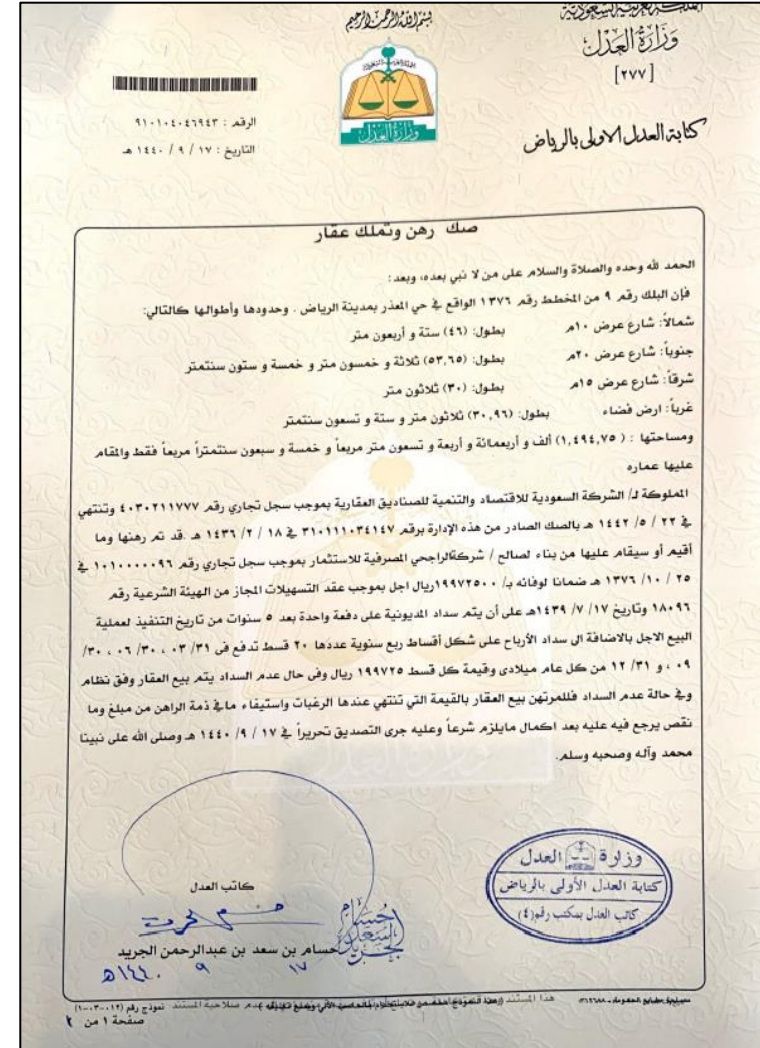 بسم الله الرحمن الرحيم
المملكة العربية السعودية
وزارة العدل
[٢٧٧]
كتابة العدل الاولى بالرياض
الرقم : ٩١٠١٠٤٠٤٦٩٤٣
التاريخ : ١٧ / ٩ / ١٤٤٠ هـ
وزارة العدل
صك رهن وتملك عقار
الحمد لله وحده والصلاة والسلام على من لا نبي بعده، وبعد:
فإن البلك رقم ٩ من المخطط رقم ١٣٧٦ الواقع في حي المعذر بمدينة الرياض . وحدودها وأطوالها كالتالي:
شمالاً: شارع عرض ١٠م بطول: (٤٦) ستة و أربعون متر
جنوباً: شارع عرض ٢٠م بطول: (٥٣,٦٥) ثلاثة و خمسون متر و خمسة و ستون سنتمتر
شرقاً: شارع عرض ١٥م بطول: (٣٠) ثلاثون متر
غرباً: ارض فضاء بطول: (٣٠,٩٦) ثلاثون متر و ستة و تسعون سنتمتر
ومساحتها : (١,٤٩٤,٧٥) ألف و أربعمائة و أربعة و تسعون متر مربعاً و خمسة و سبعون سنتمتراً مربعاً فقط والمقام
عليها عماره
المملوكة لـ/ الشركة السعودية للاقتصاد والتنمية للصناديق العقارية بموجب سجل تجاري رقم ٤٠٣٠٢١١٧٧٧ وتنتهي
في ٢٢ / ٥ / ١٤٤٢ هـ بالصك الصادر من هذه الإدارة برقم ٣١٠١١١٠٣٤١٤٧ في ١٨ / ٢ / ١٤٣٦ هـ .قد تم رهنها وما
أقيم أو سيقام عليها من بناء لصالح / شركةالراجحي المصرفية للاستثمار بموجب سجل تجاري رقم ١٠١٠٠٠٠٠٩٦ في
٢٥ / ١٠ / ١٣٧٦ هـ ضمانا لوفائه بـ/ ١٩٩٧٢٥٠٠ريال اجل بموجب عقد التسهيلات المجاز من الهيئة الشرعية رقم
١٨٠٩٦ وتاريخ ١٧/ ٧/ ١٤٣٩هـ على أن يتم سداد المديونية على دفعة واحدة بعد ٥ سنوات من تاريخ التنفيذ لعملية
البيع الاجل بالاضافة الى سداد الأرباح على شكل أقساط ربع سنوية عددها ٢٠ قسط تدفع فى ٣١/ ٠٣ ، ٣٠/ ٠٦ ، ٣٠/
٠٩ ، و ٣١/ ١٢ من كل عام ميلادى وقيمة كل قسط ١٩٩٧٢٥ ريال وفى حال عدم السداد يتم بيع العقار وفق نظام
وفي حالة عدم السداد فللمرتهن بيع العقار بالقيمة التي تنتهي عندها الرغبات واستيفاء مافي ذمة الراهن من مبلغ وما
نقص يرجع فيه عليه بعد اكمال مايلزم شرعاً وعليه جرى التصديق تحريراً في ١٧ / ٩ / ١٤٤٠ هـ وصلى الله على نبينا
محمد وآله وصحبه وسلم.
كاتب العدل
حسام بن سعد بن عبدالرحمن الجريد
١٧ ٩ ١٤٤٠هـ
وزارة العدل
كتابة العدل الأولى بالرياض
كاتب العدل بمكتب رقم (٤)
نموذج رقم (١٢-٠٣-١)
صفحة ١ من ٢